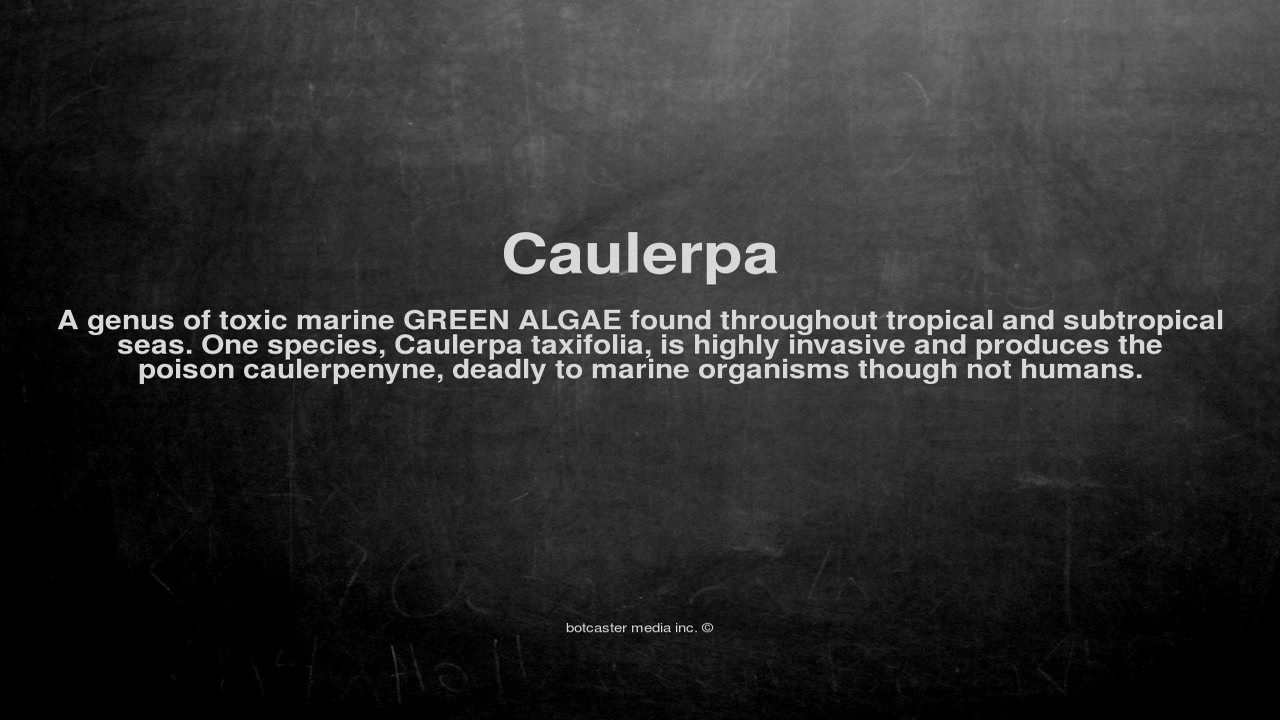 Caulerpa
A genus of toxic marine GREEN ALGAE found throughout tropical and subtropical
seas. One species, Caulerpa taxifolia, is highly invasive and produces the
poison caulerpenyne, deadly to marine organisms though not humans.
botcaster media inc. ©